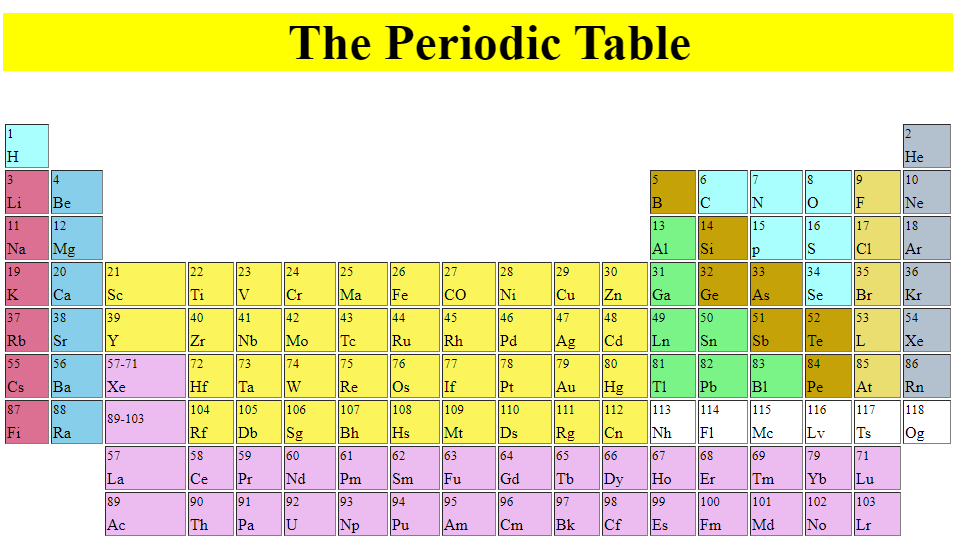 The Periodic Table
1 2
H He
3 4 5 6 7 8 9 10
Li Be B C N O F Ne
11 12 13 14 15 16 17 18
Na Mg Al Si p S Cl Ar
19 20 21 22 23 24 25 26 27 28 29 30 31 32 33 34 35 36
K Ca Sc Ti V Cr Ma Fe CO Ni Cu Zn Ga Ge As Se Br Kr
37 38 39 40 41 42 43 44 45 46 47 48 49 50 51 52 53 54
Rb Sr Y Zr Nb Mo Tc Ru Rh Pd Ag Cd Ln Sn Sb Te L Xe
55 56 57-71 72 73 74 75 76 77 78 79 80 81 82 83 84 85 86
Cs Ba Xe Hf Ta W Re Os If Pt Au Hg Tl Pb Bl Pe At Rn
87 88 89-103 104 105 106 107 108 109 110 111 112 113 114 115 116 117 118
Fi Ra Rf Db Sg Bh Hs Mt Ds Rg Cn Nh Fl Mc Lv Ts Og
57 58 59 60 61 62 63 64 65 66 67 68 69 79 71
La Ce Pr Nd Pm Sm Fu Gd Tb Dy Ho Er Tm Yb Lu
89 90 91 92 93 94 95 96 97 98 99 100 101 102 103
Ac Th Pa U Np Pu Am Cm Bk Cf Es Fm Md No Lr